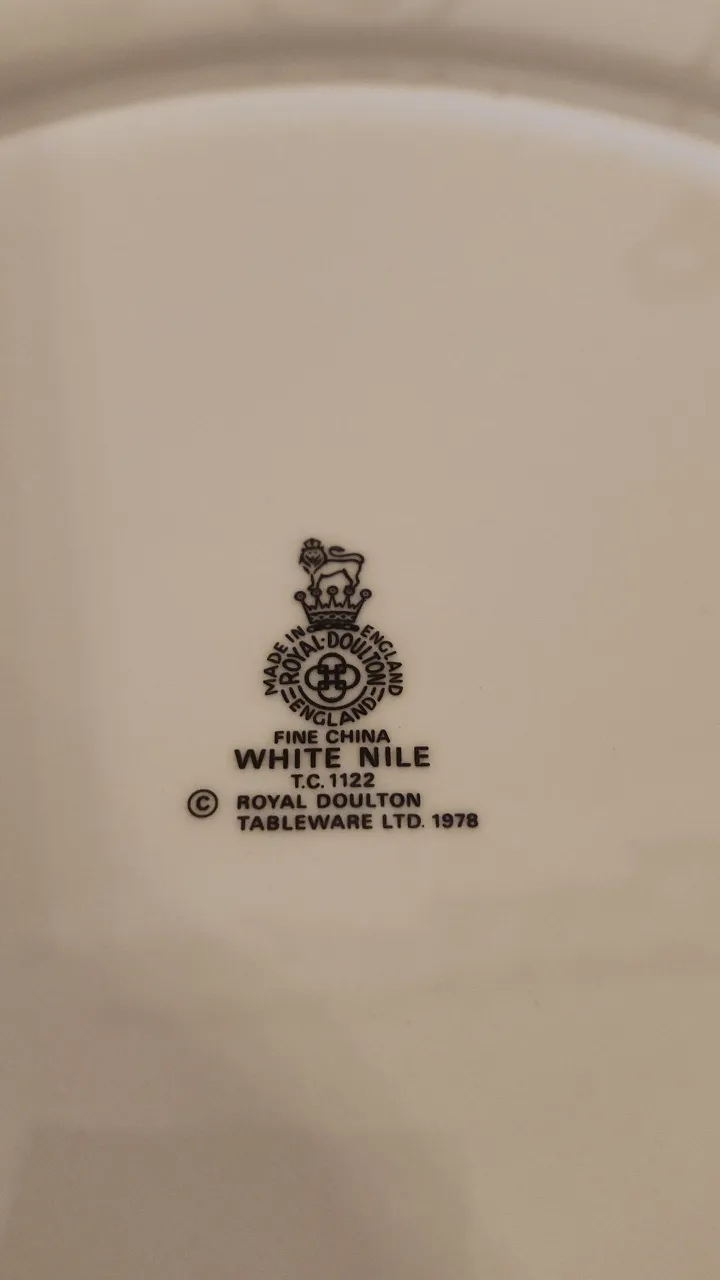 MADE IN ENGLAND
ROYAL·DOULTON
ENGLAND
FINE CHINA
WHITE NILE
T.C. 1122
© ROYAL DOULTON
TABLEWARE LTD. 1978